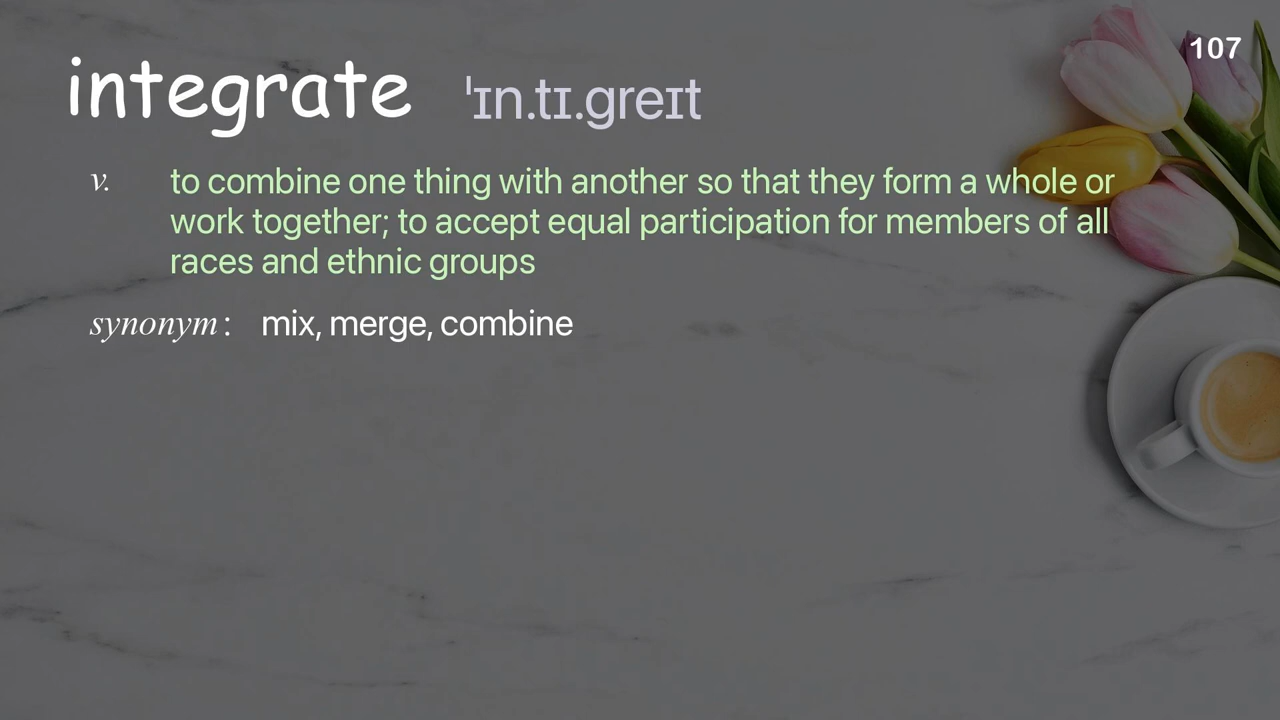 107
integrate ˈɪn.tɪ.ɡreɪt
v. to combine one thing with another so that they form a whole or
work together; to accept equal participation for members of all
races and ethnic groups
synonym: mix, merge, combine